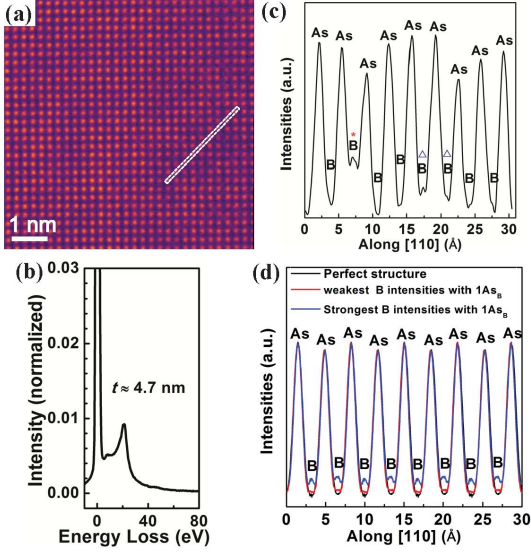 (a)
1 nm
(b)
Intensity (normalized)
0.03
0.02
0.01
0.00
t ≈ 4.7 nm
0 40 80
Energy Loss (eV)
(c)
Intensities (a.u.)
As As As As As As As As As
*
B B B B B B B B
△ △
0 5 10 15 20 25 30
Along [110] (Å)
(d)
Perfect structure
weakest B intensities with 1As_B
Strongest B intensities with 1As_B
Intensities (a.u.)
As As As As As As As As As
B B B B B B B B
0 5 10 15 20 25 30
Along [110] (Å)